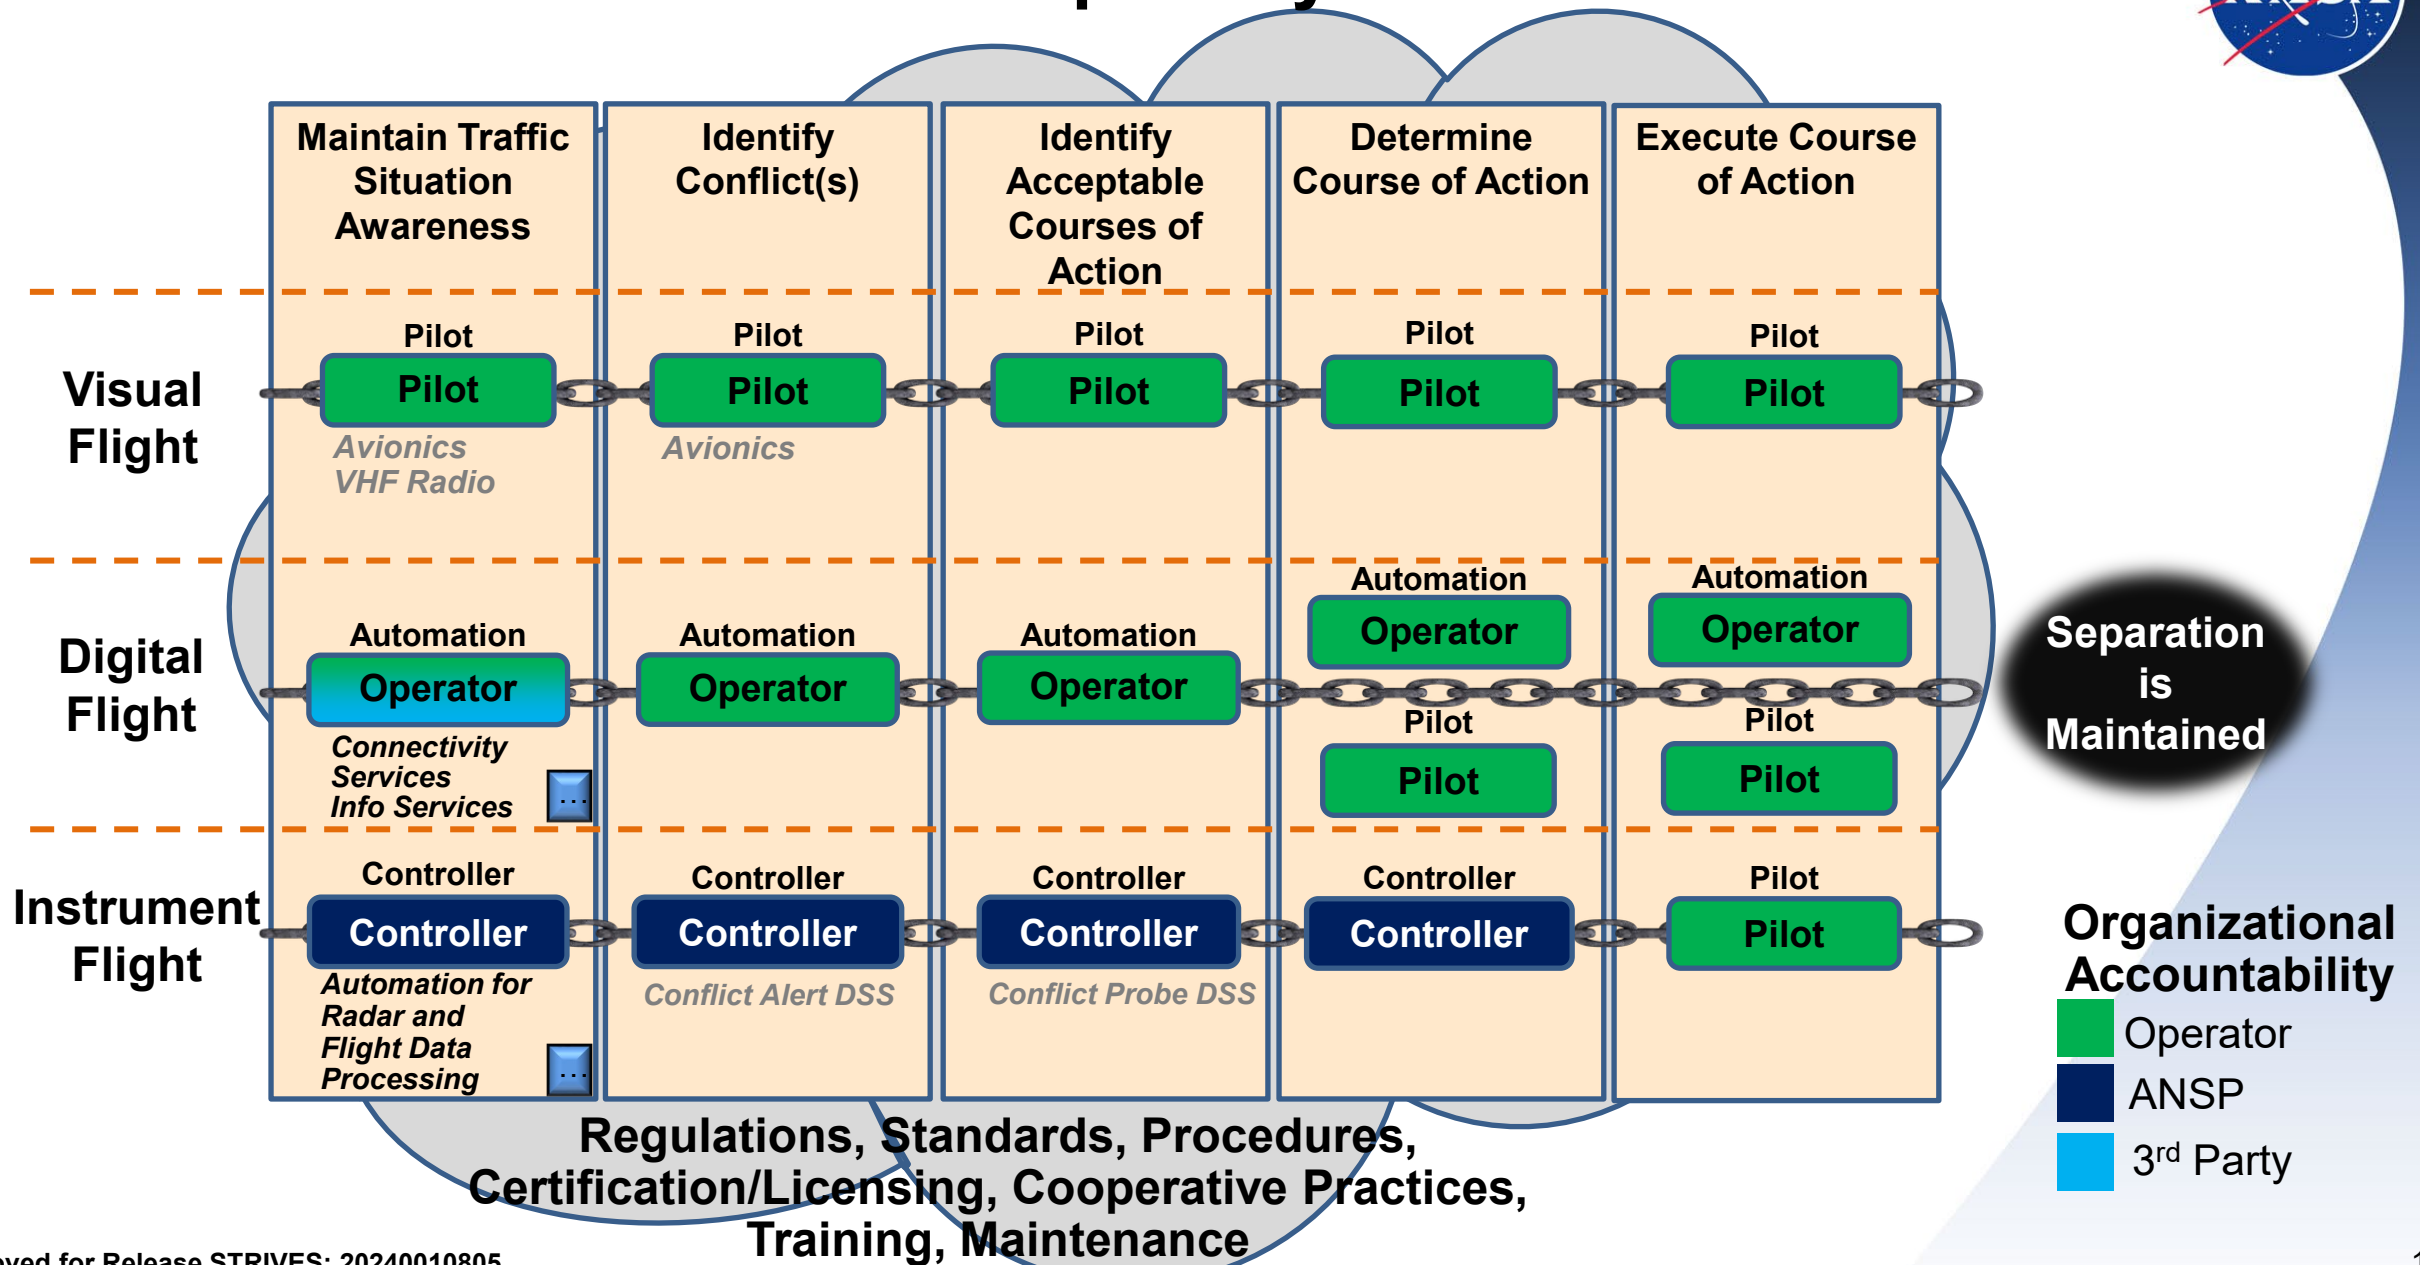 Maintain Traffic
Situation
Awareness
Identify
Conflict(s)
Identify
Acceptable
Courses of
Action
Determine
Course of Action
Execute Course
of Action
Visual
Flight
Pilot
Pilot
Avionics
VHF Radio
Pilot
Pilot
Avionics
Pilot
Pilot
Pilot
Pilot
Pilot
Pilot
Digital
Flight
Automation
Operator
Connectivity
Services
Info Services
...
Automation
Operator
Automation
Operator
Automation
Operator
Pilot
Pilot
Automation
Operator
Pilot
Pilot
Separation
is
Maintained
Instrument
Flight
Controller
Controller
Automation for
Radar and
Flight Data
Processing
...
Controller
Controller
Conflict Alert DSS
Controller
Controller
Conflict Probe DSS
Controller
Controller
Pilot
Pilot
Organizational
Accountability
Operator
ANSP
3rd Party
Regulations, Standards, Procedures,
Certification/Licensing, Cooperative Practices,
Training, Maintenance
for Release STRIVES: 20240010805